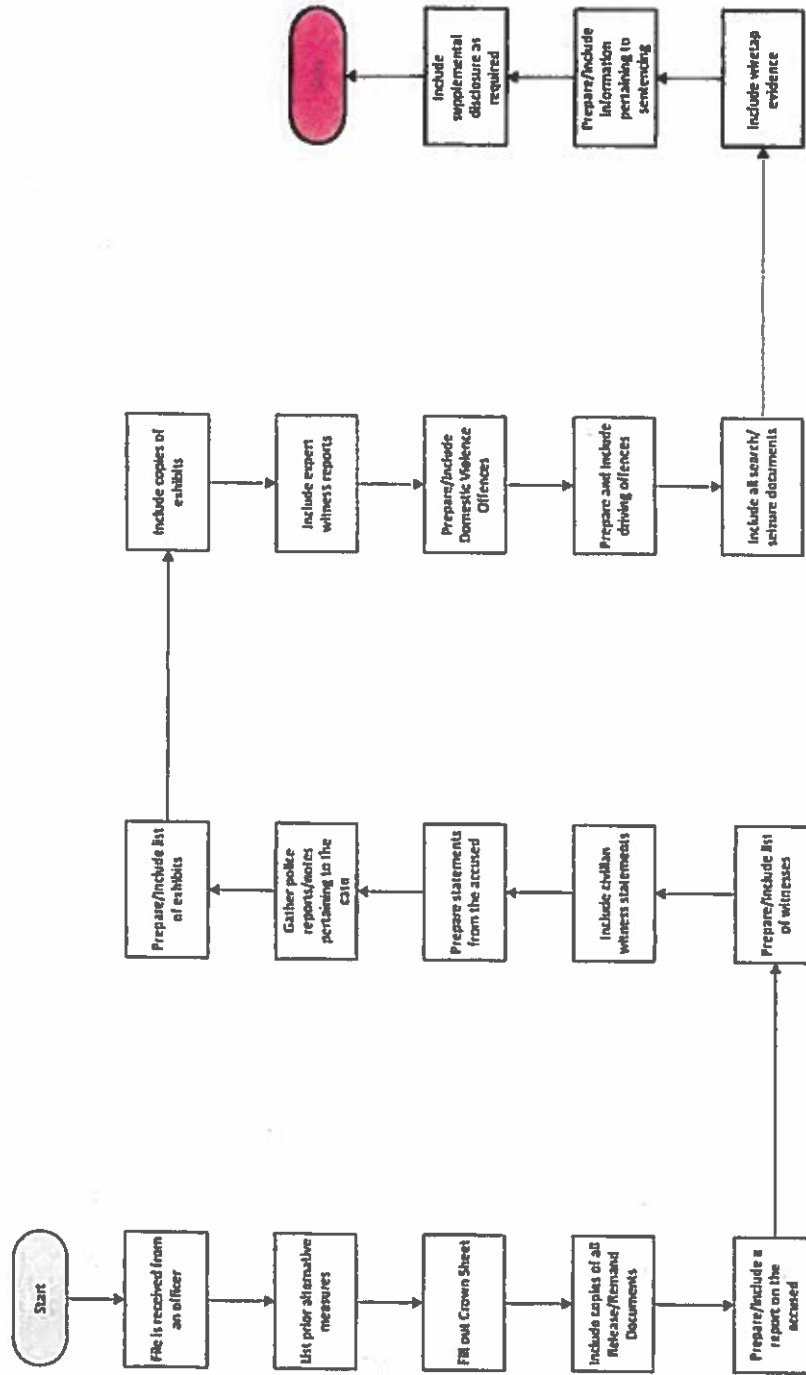 Start
File is received from
an officer
List prior alternative
measures
Fill out Crown Sheet
Include copies of all
Release/Remand
Documents
Prepare/Include a
report on the
accused
Prepare/Include list
of witnesses
Include civilian
witness statements
Prepare statements
from the accused
Gather police
reports/notes
pertaining to the
Prepare/Include list
of exhibits
Include copies of
exhibits
Include expert
witness reports
Prepare/Include
Domestic Violence
Offences
Prepare and include
driving offences
Include all search/
seizure documents
Include wiretap
evidence
Prepare/Include
Information
pertaining to
sentencing
Include
supplemental
disclosure as
required